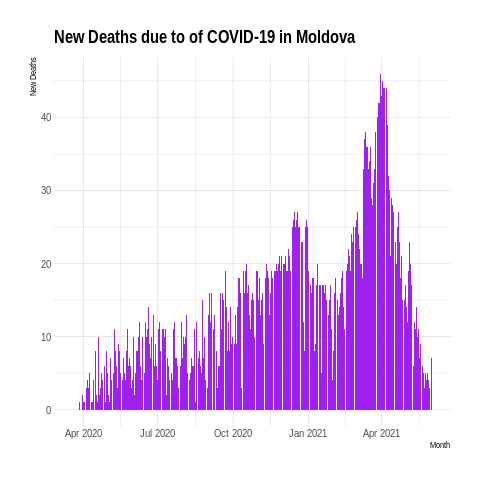 New Deaths due to of COVID-19 in Moldova
New Deaths
40
30
20
10
0
Apr 2020 Jul 2020 Oct 2020 Jan 2021 Apr 2021
Month